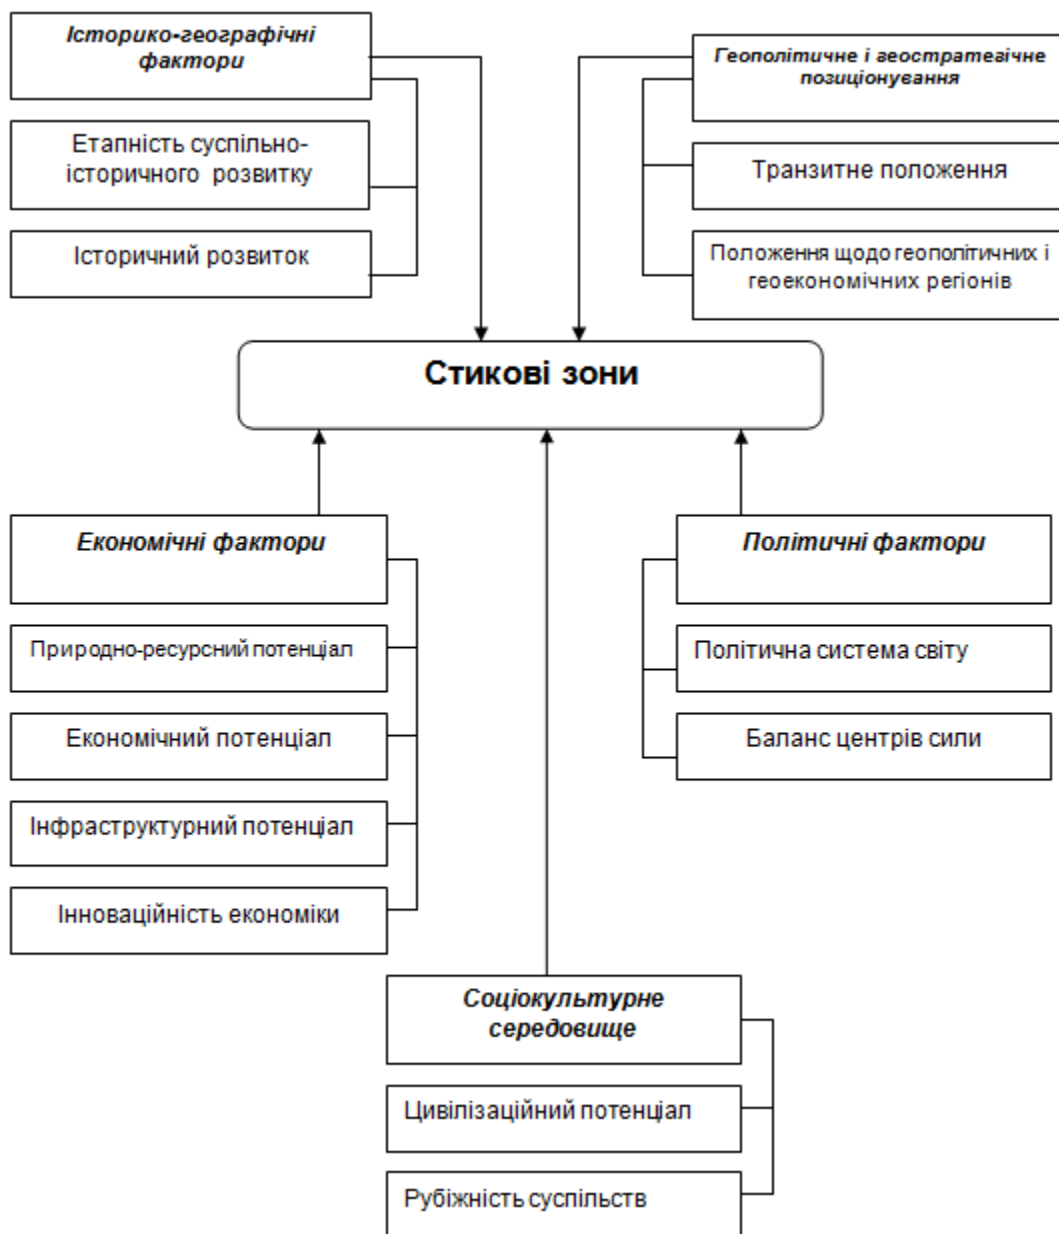 Історико-географічні
фактори
Етапність суспільно-
історичного розвитку
Історичний розвиток
Геополітичне і геостратегічне
позиціонування
Транзитне положення
Положення щодо геополітичних і
геоекономічних регіонів
Стикові зони
Економічні фактори
Природно-ресурсний потенціал
Економічний потенціал
Інфраструктурний потенціал
Інноваційність економіки
Політичні фактори
Політична система світу
Баланс центрів сили
Соціокультурне
середовище
Цивілізаційний потенціал
Рубіжність суспільств